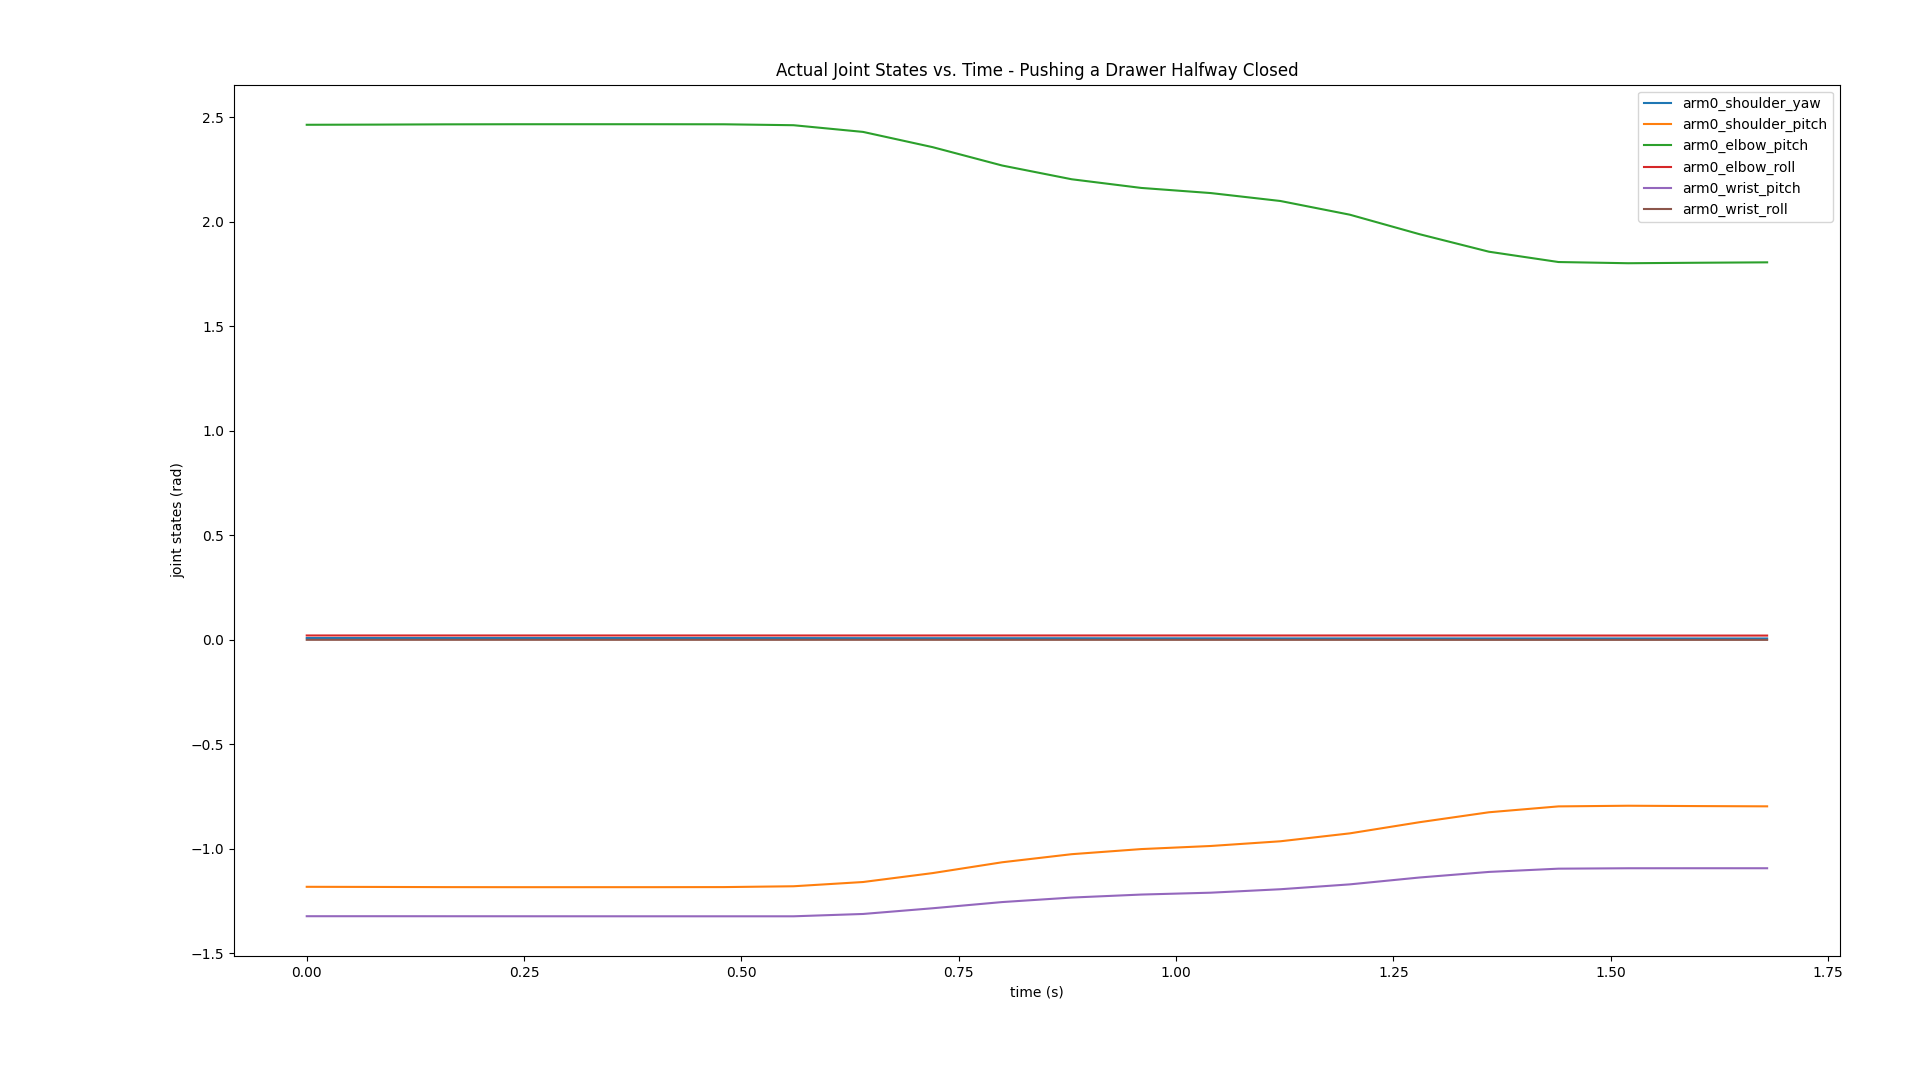 Actual Joint States vs. Time - Pushing a Drawer Halfway Closed
arm0_shoulder_yaw
arm0_shoulder_pitch
arm0_elbow_pitch
arm0_elbow_roll
arm0_wrist_pitch
arm0_wrist_roll
joint states (rad)
2.5
2.0
1.5
1.0
0.5
0.0
−0.5
−1.0
−1.5
0.00 0.25 0.50 0.75 1.00 1.25 1.50 1.75
time (s)